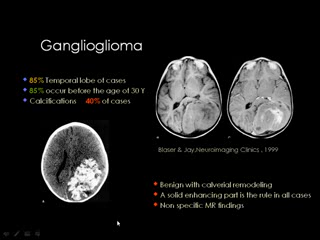 Ganglioglioma
85% Temporal lobe of cases
85% occur before the age of 30 Y
Calcifications 40% of cases
Blaser & Jay,Neuroimaging Clinics , 1999
Benign with calverial remodeling
A solid enhancing part is the rule in all cases
Non specific MR findings